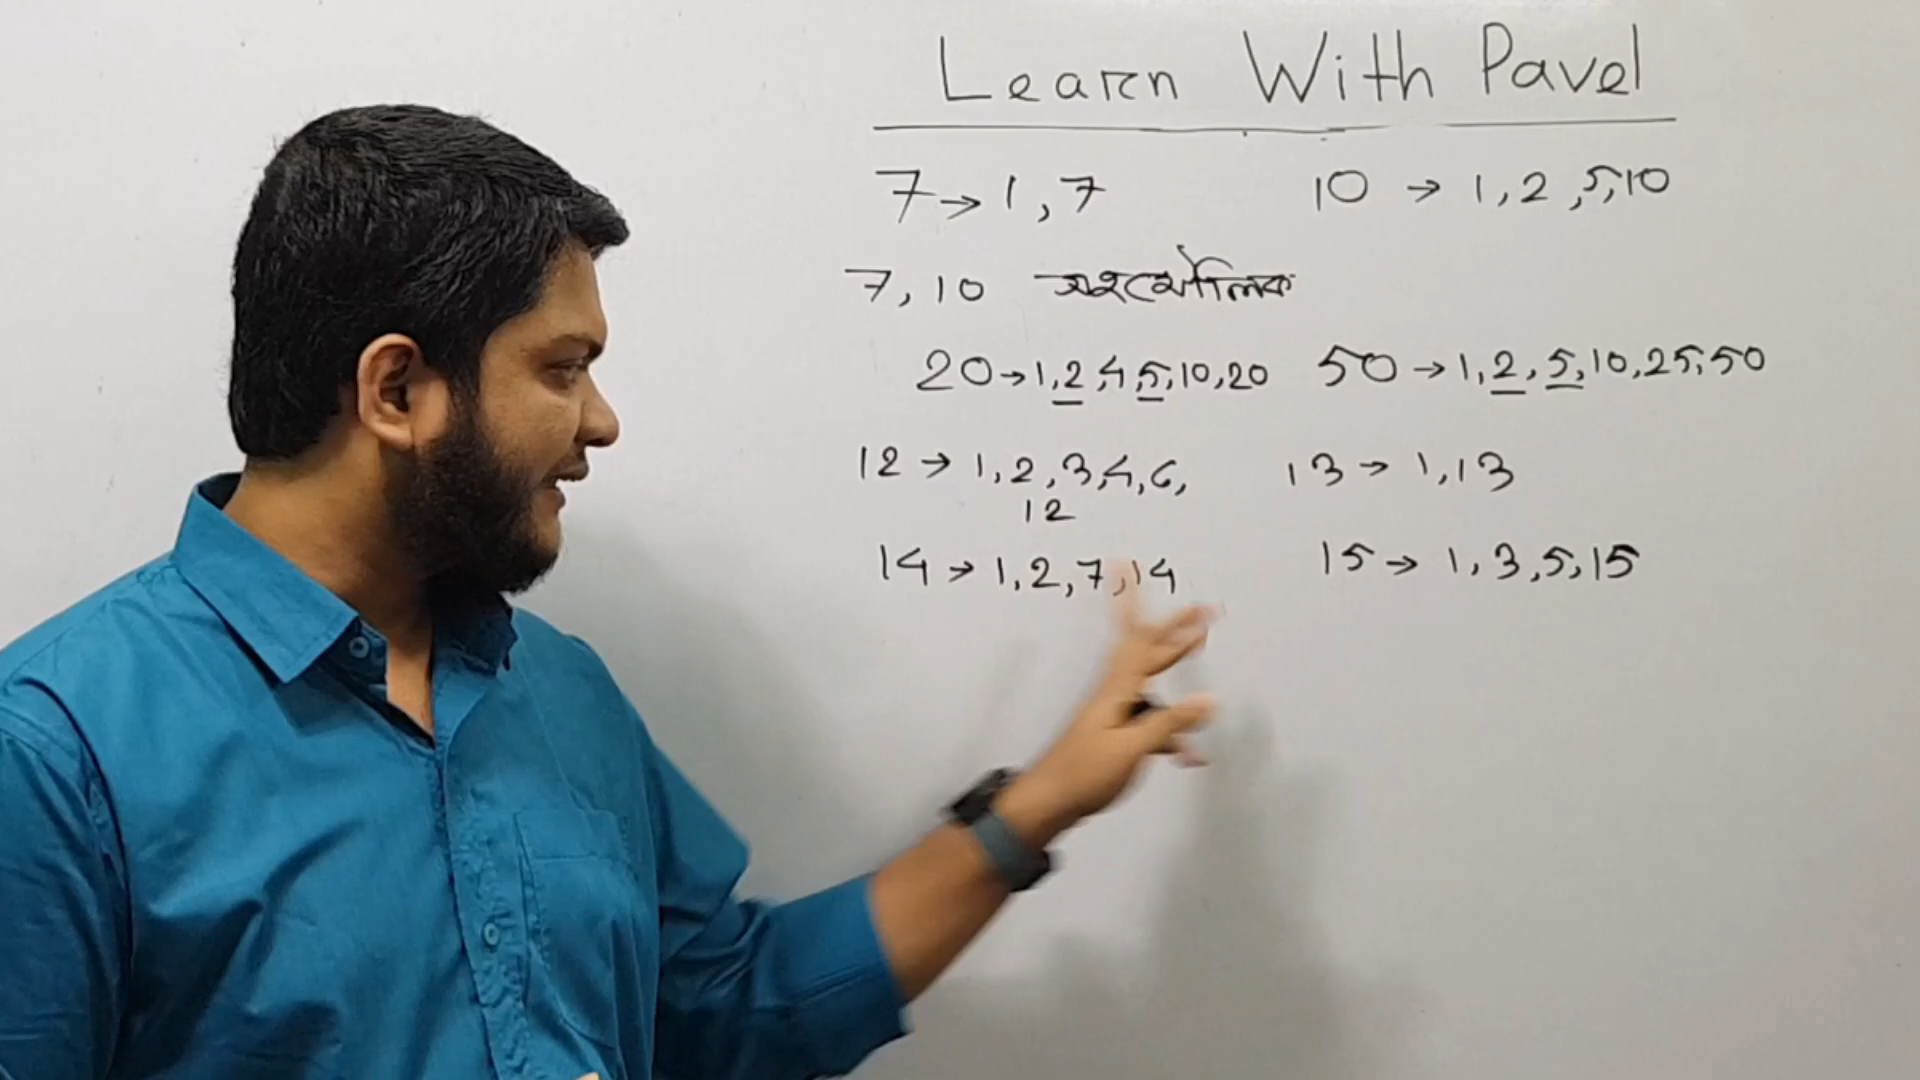 Learn With Pavel
7 → 1, 7 10 → 1, 2, 5, 10
7, 10 সহমৌলিক
20 → 1, 2, 4, 5, 10, 20 50 → 1, 2, 5, 10, 25, 50
12 → 1, 2, 3, 4, 6, 13 → 1, 13
12
14 → 1, 2, 7, 14 15 → 1, 3, 5, 15